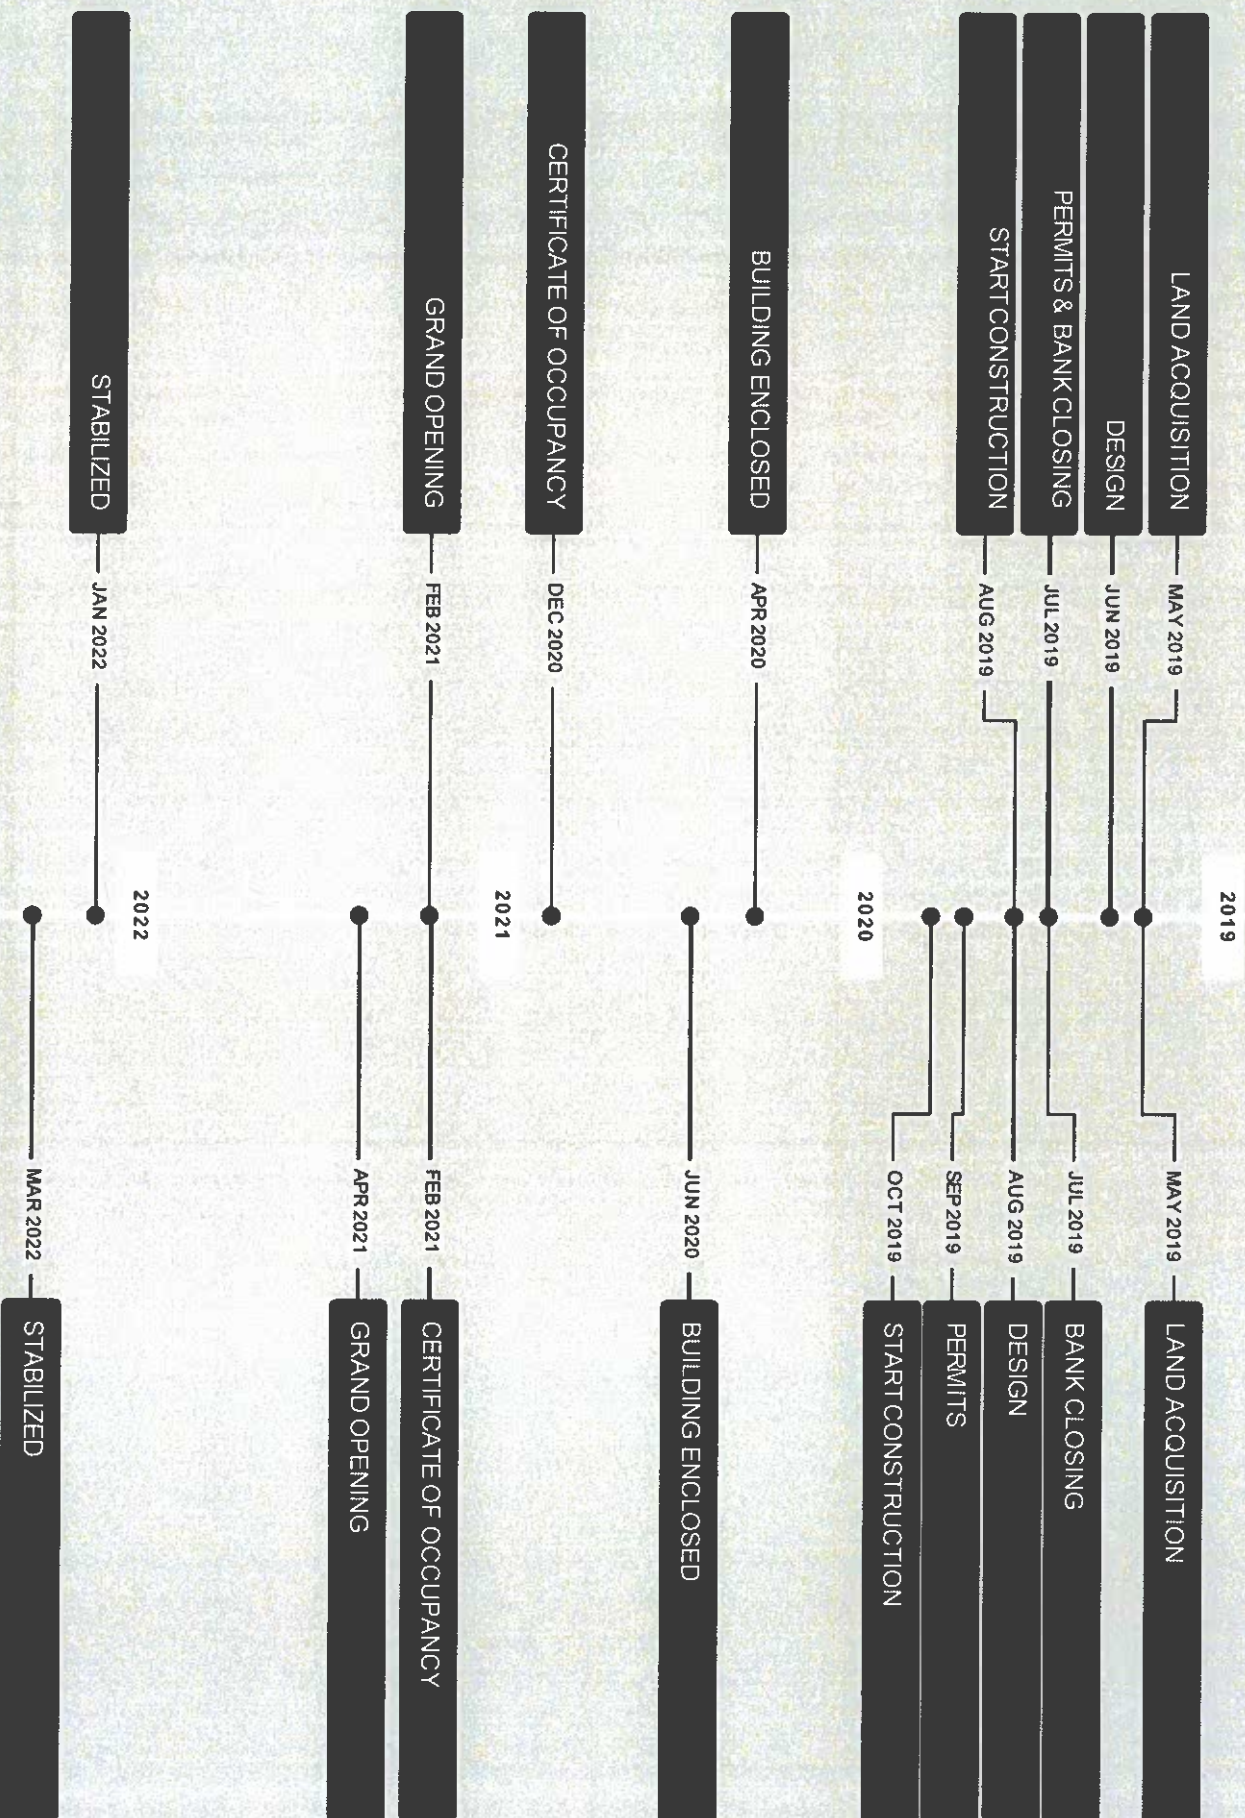 2019
LAND ACQUISITION
MAY 2019
MAY 2019
LAND ACQUISITION
DESIGN
JUN 2019
PERMITS & BANK CLOSING
JUL 2019
JUL 2019
BANK CLOSING
START CONSTRUCTION
AUG 2019
AUG 2019
DESIGN
SEP 2019
PERMITS
OCT 2019
START CONSTRUCTION
2020
BUILDING ENCLOSED
APR 2020
JUN 2020
BUILDING ENCLOSED
CERTIFICATE OF OCCUPANCY
DEC 2020
2021
GRAND OPENING
FEB 2021
FEB 2021
CERTIFICATE OF OCCUPANCY
APR 2021
GRAND OPENING
2022
STABILIZED
JAN 2022
MAR 2022
STABILIZED